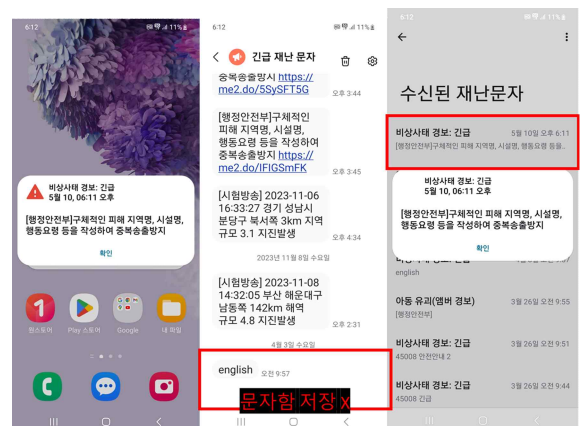 6:12
11%
비상사태 경보: 긴급
5월 10, 06:11 오후
[행정안전부]구체적인 피해 지역명, 시설명,
행동요령 등을 작성하여 중복송출방지
확인
원스토어
Play 스토어
Google
내 파일
6:12
11%
긴급 재난 문자
중복송출방지 https://
me2.do/5SySFT5G
오후 3:44
[행정안전부]구체적인
피해 지역명, 시설명,
행동요령 등을 작성하여
중복송출방지 https://
me2.do/IFIGSmFK
오후 3:45
[시험방송] 2023-11-06
16:33:27 경기 성남시
분당구 북서쪽 3km 지역
규모 3.1 지진발생
오후 4:34
2023년 11월 8일 수요일
[시험방송] 2023-11-08
14:32:05 부산 해운대구
남동쪽 142km 해역
규모 4.8 지진발생
오후 2:31
4월 3일 수요일
english
오전 9:57
문자함 저장 x
6:12
11%
수신된 재난문자
비상사태 경보: 긴급
5월 10일 오후 6:11
[행정안전부]구체적인 피해 지역명, 시설명, 행동요령 등을..
비상사태 경보: 긴급
5월 10, 06:11 오후
[행정안전부]구체적인 피해 지역명, 시설명,
행동요령 등을 작성하여 중복송출방지
확인
english
아동 유괴(앰버 경보)
3월 26일 오전 9:55
[행정안전부]
비상사태 경보: 긴급
3월 26일 오전 9:51
45008 안전안내 2
비상사태 경보: 긴급
3월 26일 오전 9:44
45008 긴급